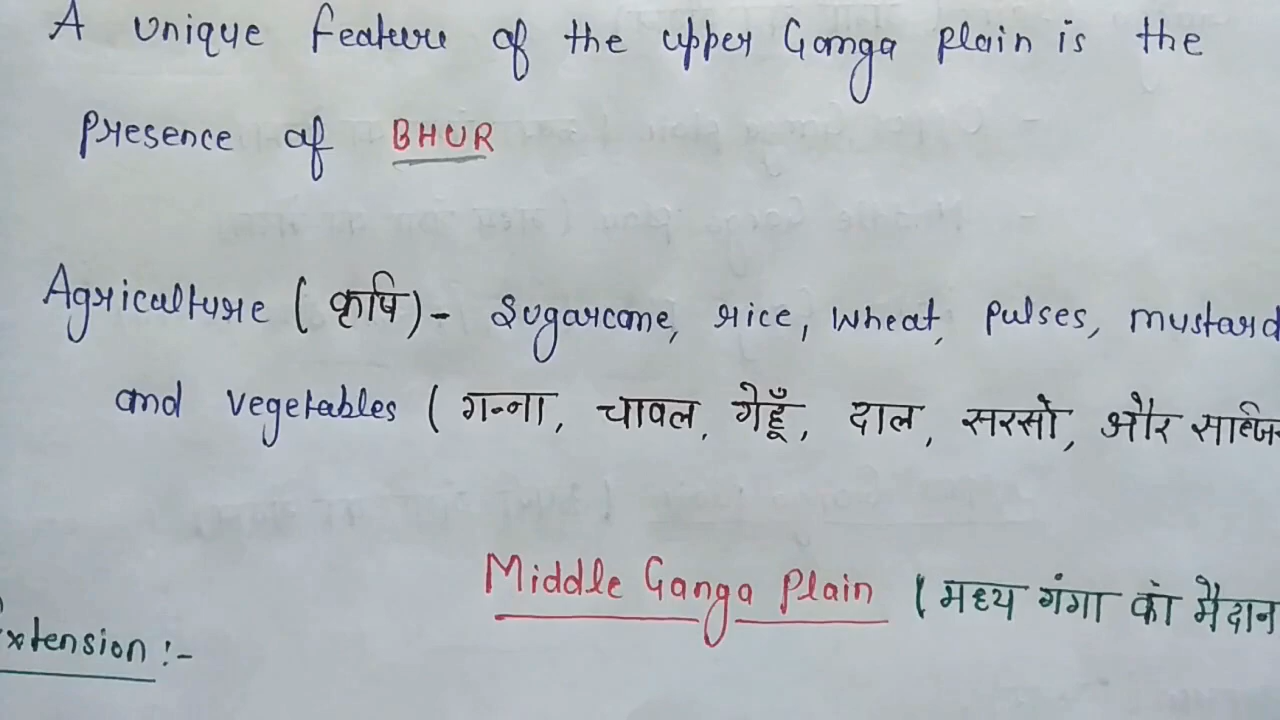 A unique feature of the upper Ganga plain is the
presence of BHUR
Agriculture (कृषि) - Sugarcane, rice, wheat, pulses, mustard
and vegetables (गन्ना, चावल, गेहूँ, दाल, सरसो, और
Middle Ganga Plain (मध्य गंगा का मैदान
xtension :-